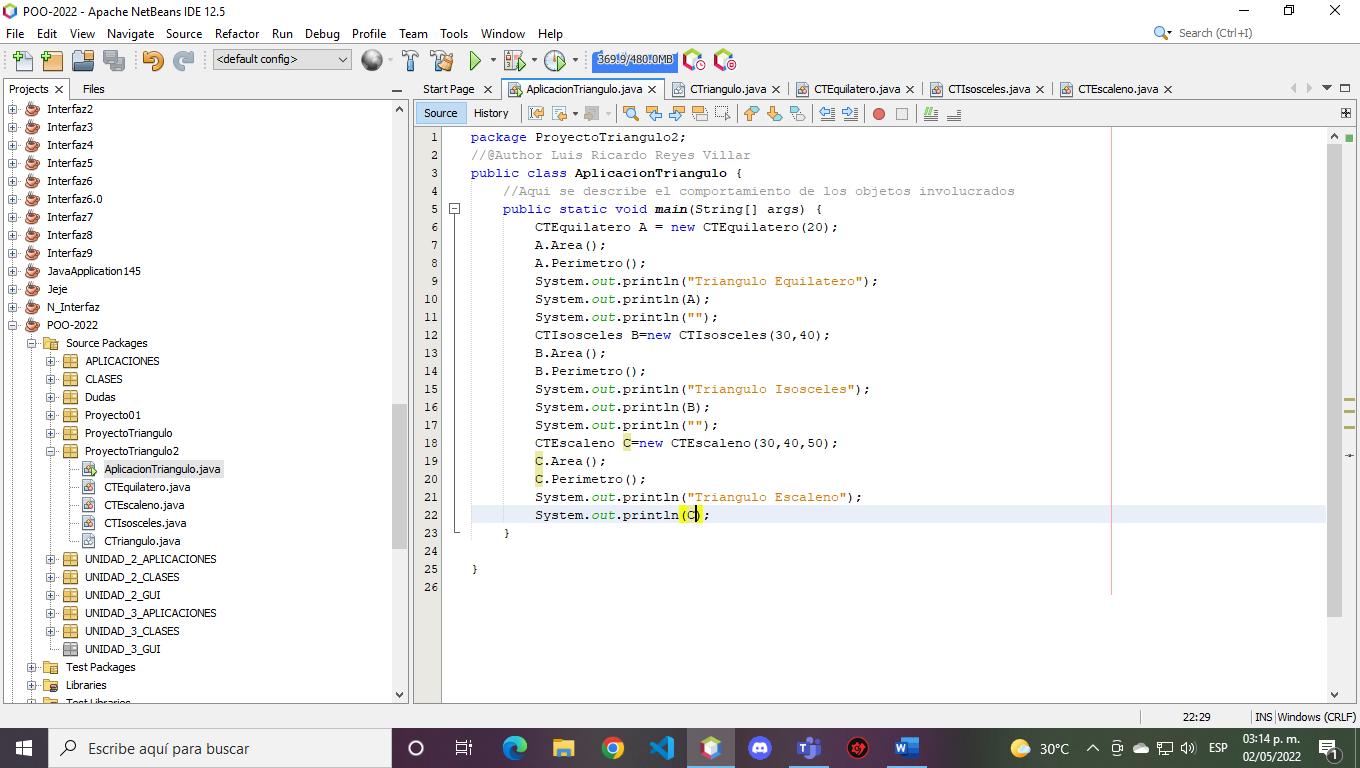 POO-2022 - Apache NetBeans IDE 12.5
File Edit View Navigate Source Refactor Run Debug Profile Team Tools Window Help
Search (Ctrl+I)
<default config>
369.9/480.0MB
Projects
Files
Interfaz2
Interfaz3
Interfaz4
Interfaz5
Interfaz6
Interfaz6.0
Interfaz7
Interfaz8
Interfaz9
JavaApplication145
Jeje
N_Interfaz
POO-2022
Source Packages
APLICACIONES
CLASES
Dudas
Proyecto01
ProyectoTriangulo
ProyectoTriangulo2
AplicacionTriangulo.java
CTEquilatero.java
CTEscaleno.java
CTIsosceles.java
CTriangulo.java
UNIDAD_2_APLICACIONES
UNIDAD_2_CLASES
UNIDAD_2_GUI
UNIDAD_3_APLICACIONES
UNIDAD_3_CLASES
UNIDAD_3_GUI
Test Packages
Libraries
Test Libraries
Start Page AplicacionTriangulo.java CTriangulo.java CTEquilatero.java CTIsosceles.java CTEscaleno.java
Source History
1 package ProyectoTriangulo2;
2 //@Author Luis Ricardo Reyes Villar
3 public class AplicacionTriangulo {
4 //Aqui se describe el comportamiento de los objetos involucrados
5 public static void main(String[] args) {
6 CTEquilatero A = new CTEquilatero(20);
7 A.Area();
8 A.Perimetro();
9 System.out.println("Triangulo Equilatero");
10 System.out.println(A);
11 System.out.println("");
12 CTIsosceles B=new CTIsosceles(30,40);
13 B.Area();
14 B.Perimetro();
15 System.out.println("Triangulo Isosceles");
16 System.out.println(B);
17 System.out.println("");
18 CTEscaleno C=new CTEscaleno(30,40,50);
19 C.Area();
20 C.Perimetro();
21 System.out.println("Triangulo Escaleno");
22 System.out.println(C);
23 }
24
25 }
26
22:29 INS Windows (CRLF)
Escribe aquí para buscar
30°C
ESP
03:14 p. m.
02/05/2022
1